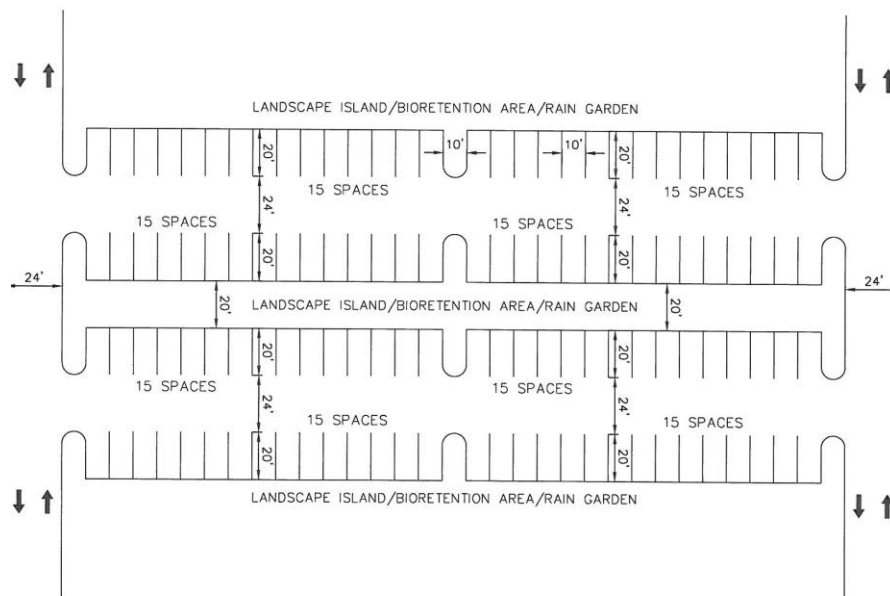 LANDSCAPE ISLAND/BIORETENTION AREA/RAIN GARDEN
20'
10'
10'
20'
15 SPACES
15 SPACES
24'
24'
15 SPACES
15 SPACES
20'
20'
24'
24'
20'
LANDSCAPE ISLAND/BIORETENTION AREA/RAIN GARDEN
20'
20'
20'
15 SPACES
15 SPACES
24'
24'
15 SPACES
15 SPACES
20'
20'
LANDSCAPE ISLAND/BIORETENTION AREA/RAIN GARDEN